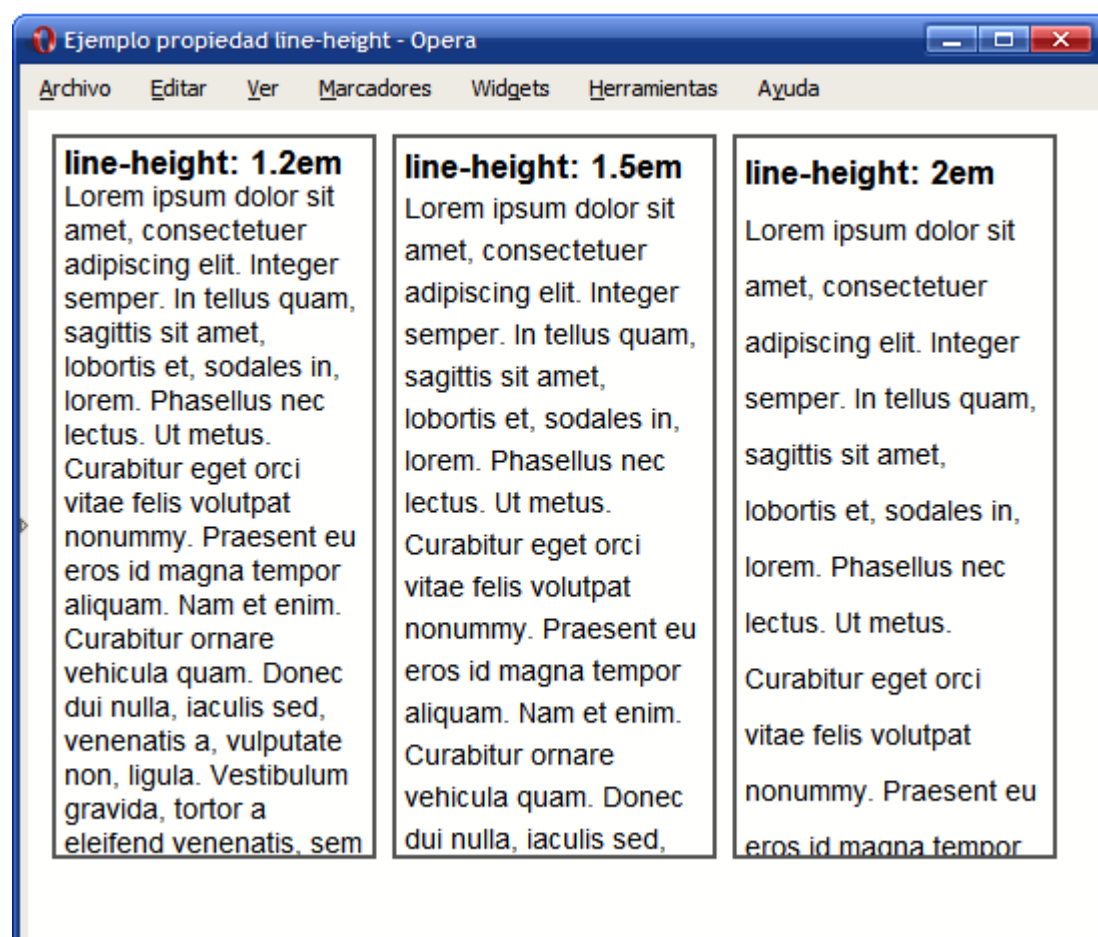 Ejemplo propiedad line-height - Opera
Archivo Editar Ver Marcadores Widgets Herramientas Ayuda
line-height: 1.2em
Lorem ipsum dolor sit
amet, consectetuer
adipiscing elit. Integer
semper. In tellus quam,
sagittis sit amet,
lobortis et, sodales in,
lorem. Phasellus nec
lectus. Ut metus.
Curabitur eget orci
vitae felis volutpat
nonummy. Praesent eu
eros id magna tempor
aliquam. Nam et enim.
Curabitur ornare
vehicula quam. Donec
dui nulla, iaculis sed,
venenatis a, vulputate
non, ligula. Vestibulum
gravida, tortor a
eleifend venenatis, sem
line-height: 1.5em
Lorem ipsum dolor sit
amet, consectetuer
adipiscing elit. Integer
semper. In tellus quam,
sagittis sit amet,
lobortis et, sodales in,
lorem. Phasellus nec
lectus. Ut metus.
Curabitur eget orci
vitae felis volutpat
nonummy. Praesent eu
eros id magna tempor
aliquam. Nam et enim.
Curabitur ornare
vehicula quam. Donec
dui nulla, iaculis sed,
line-height: 2em
Lorem ipsum dolor sit
amet, consectetuer
adipiscing elit. Integer
semper. In tellus quam,
sagittis sit amet,
lobortis et, sodales in,
lorem. Phasellus nec
lectus. Ut metus.
Curabitur eget orci
vitae felis volutpat
nonummy. Praesent eu
eros id magna tempor